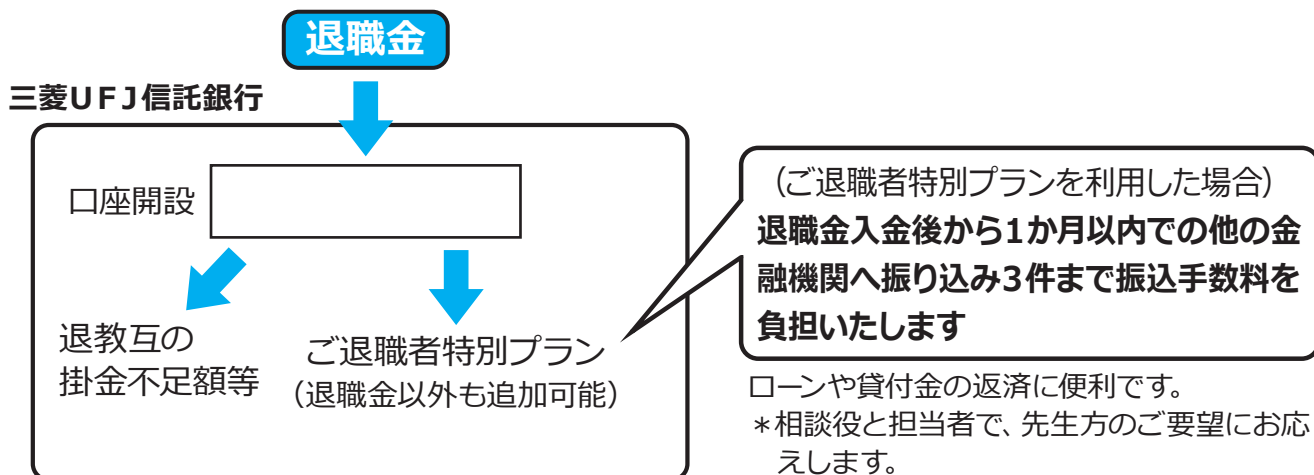 退職金
三菱UFJ信託銀行
口座開設
退教互の
掛金不足額等
ご退職者特別プラン
（退職金以外も追加可能）
（ご退職者特別プランを利用した場合）
退職金入金後から1か月以内での他の金
融機関へ振り込み3件まで振込手数料を
負担いたします
ローンや貸付金の返済に便利です。
＊相談役と担当者で、先生方のご要望にお応
えします。